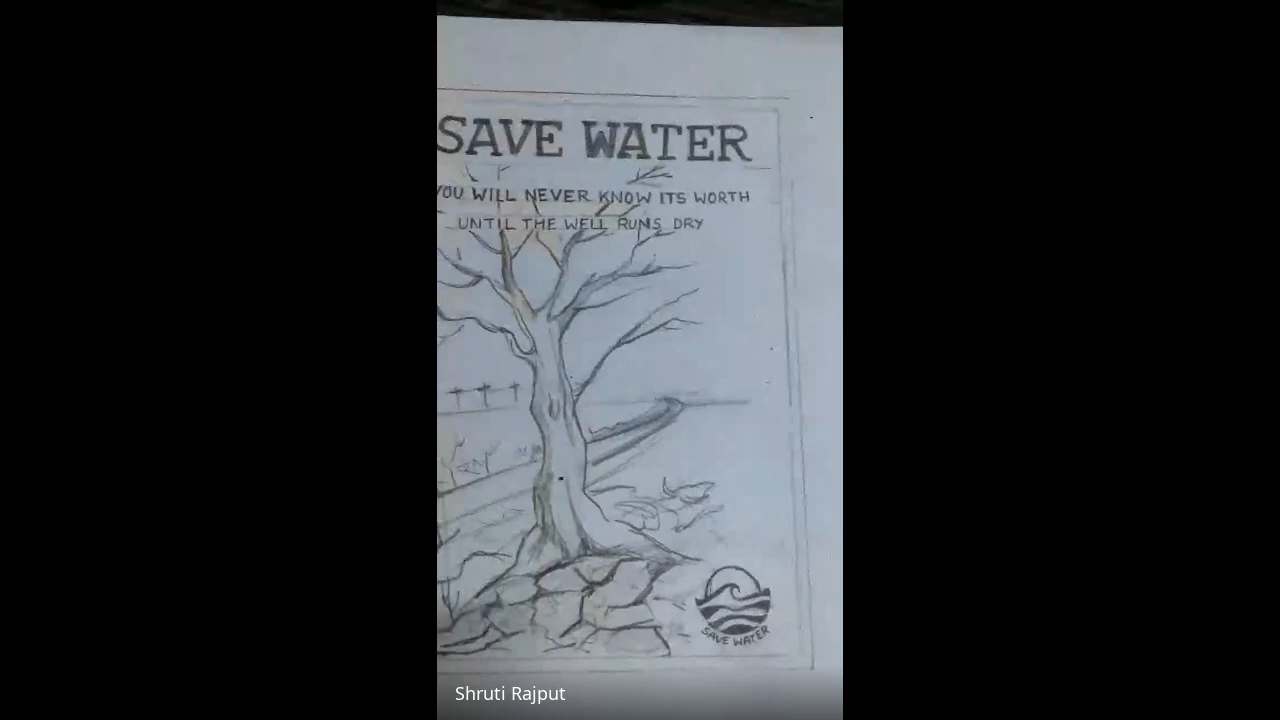 SAVE WATER
YOU WILL NEVER KNOW ITS WORTH
UNTIL THE WELL RUNS DRY
SAVE WATER
Shruti Rajput